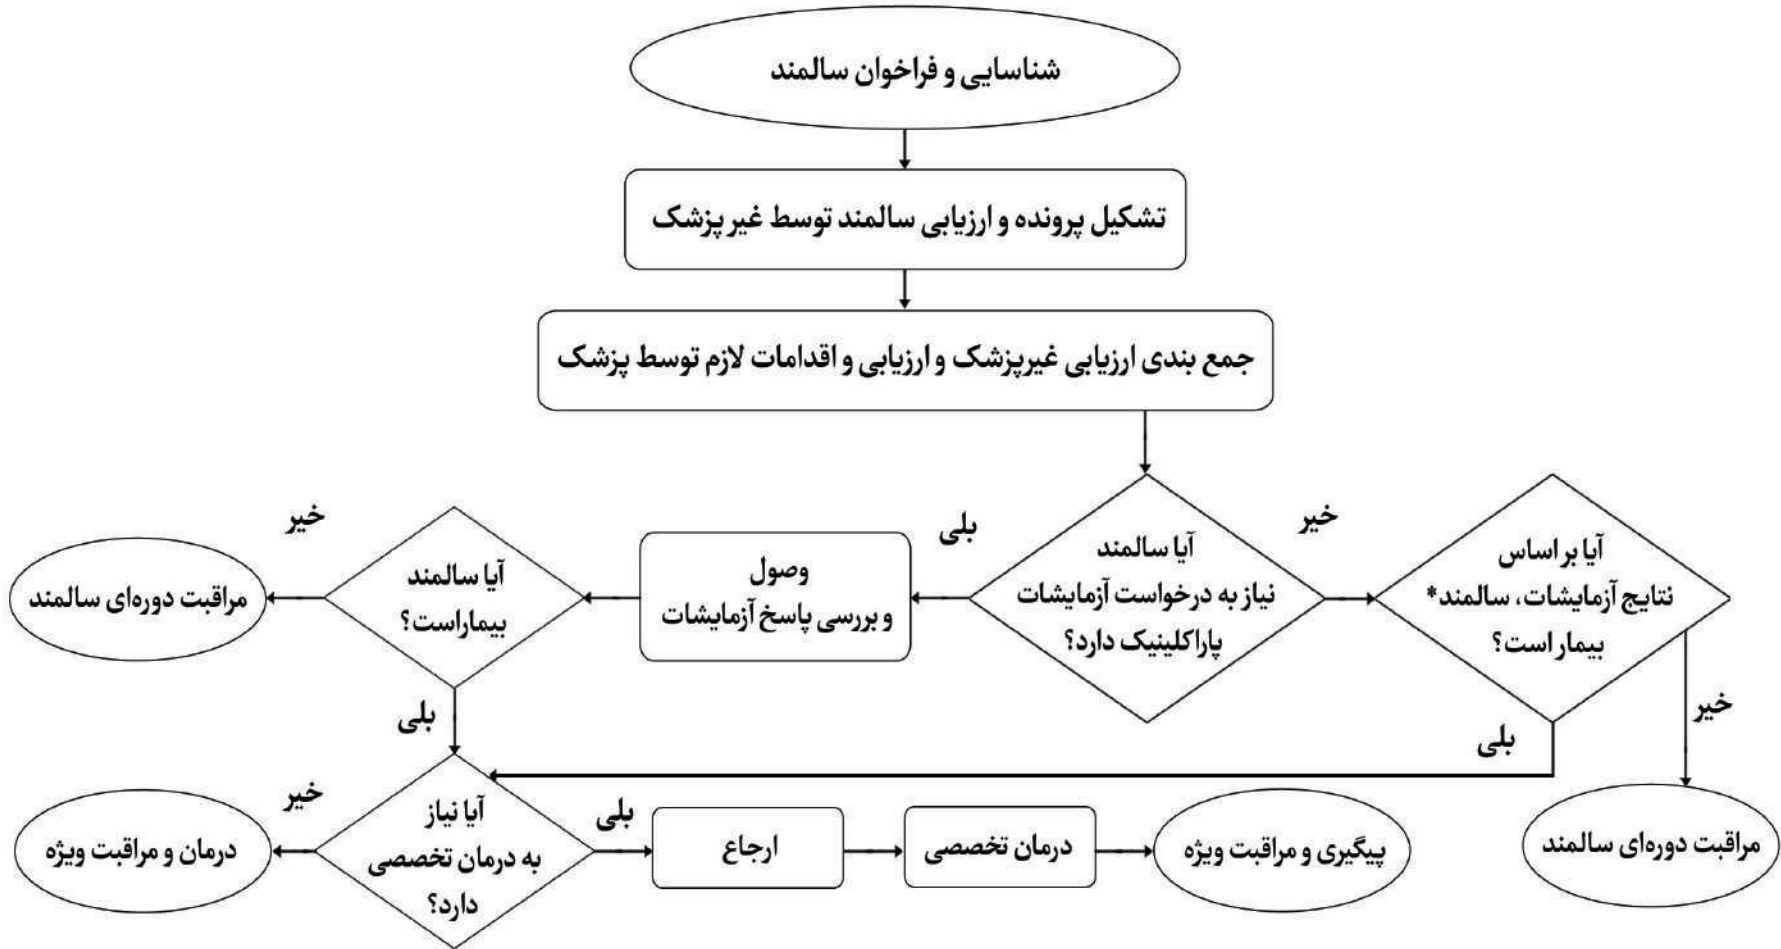 شناسایی و فراخوان سالمند
تشکیل پرونده و ارزیابی سالمند توسط غیر پزشک
جمع بندی ارزیابی غیرپزشک و ارزیابی و اقدامات لازم توسط پزشک
آیا بر اساس
نتایج آزمایشات، سالمند*
بیمار است؟
خیر
آیا سالمند
نیاز به درخواست آزمایشات
پاراکلینیک دارد؟
بلی
وصول
و بررسی پاسخ آزمایشات
آیا سالمند
بیماراست؟
خیر
مراقبت دوره‌ای سالمند
خیر
بلی
بلی
مراقبت دوره‌ای سالمند
پیگیری و مراقبت ویژه
درمان تخصصی
ارجاع
بلی
آیا نیاز
به درمان تخصصی
دارد؟
خیر
درمان و مراقبت ویژه